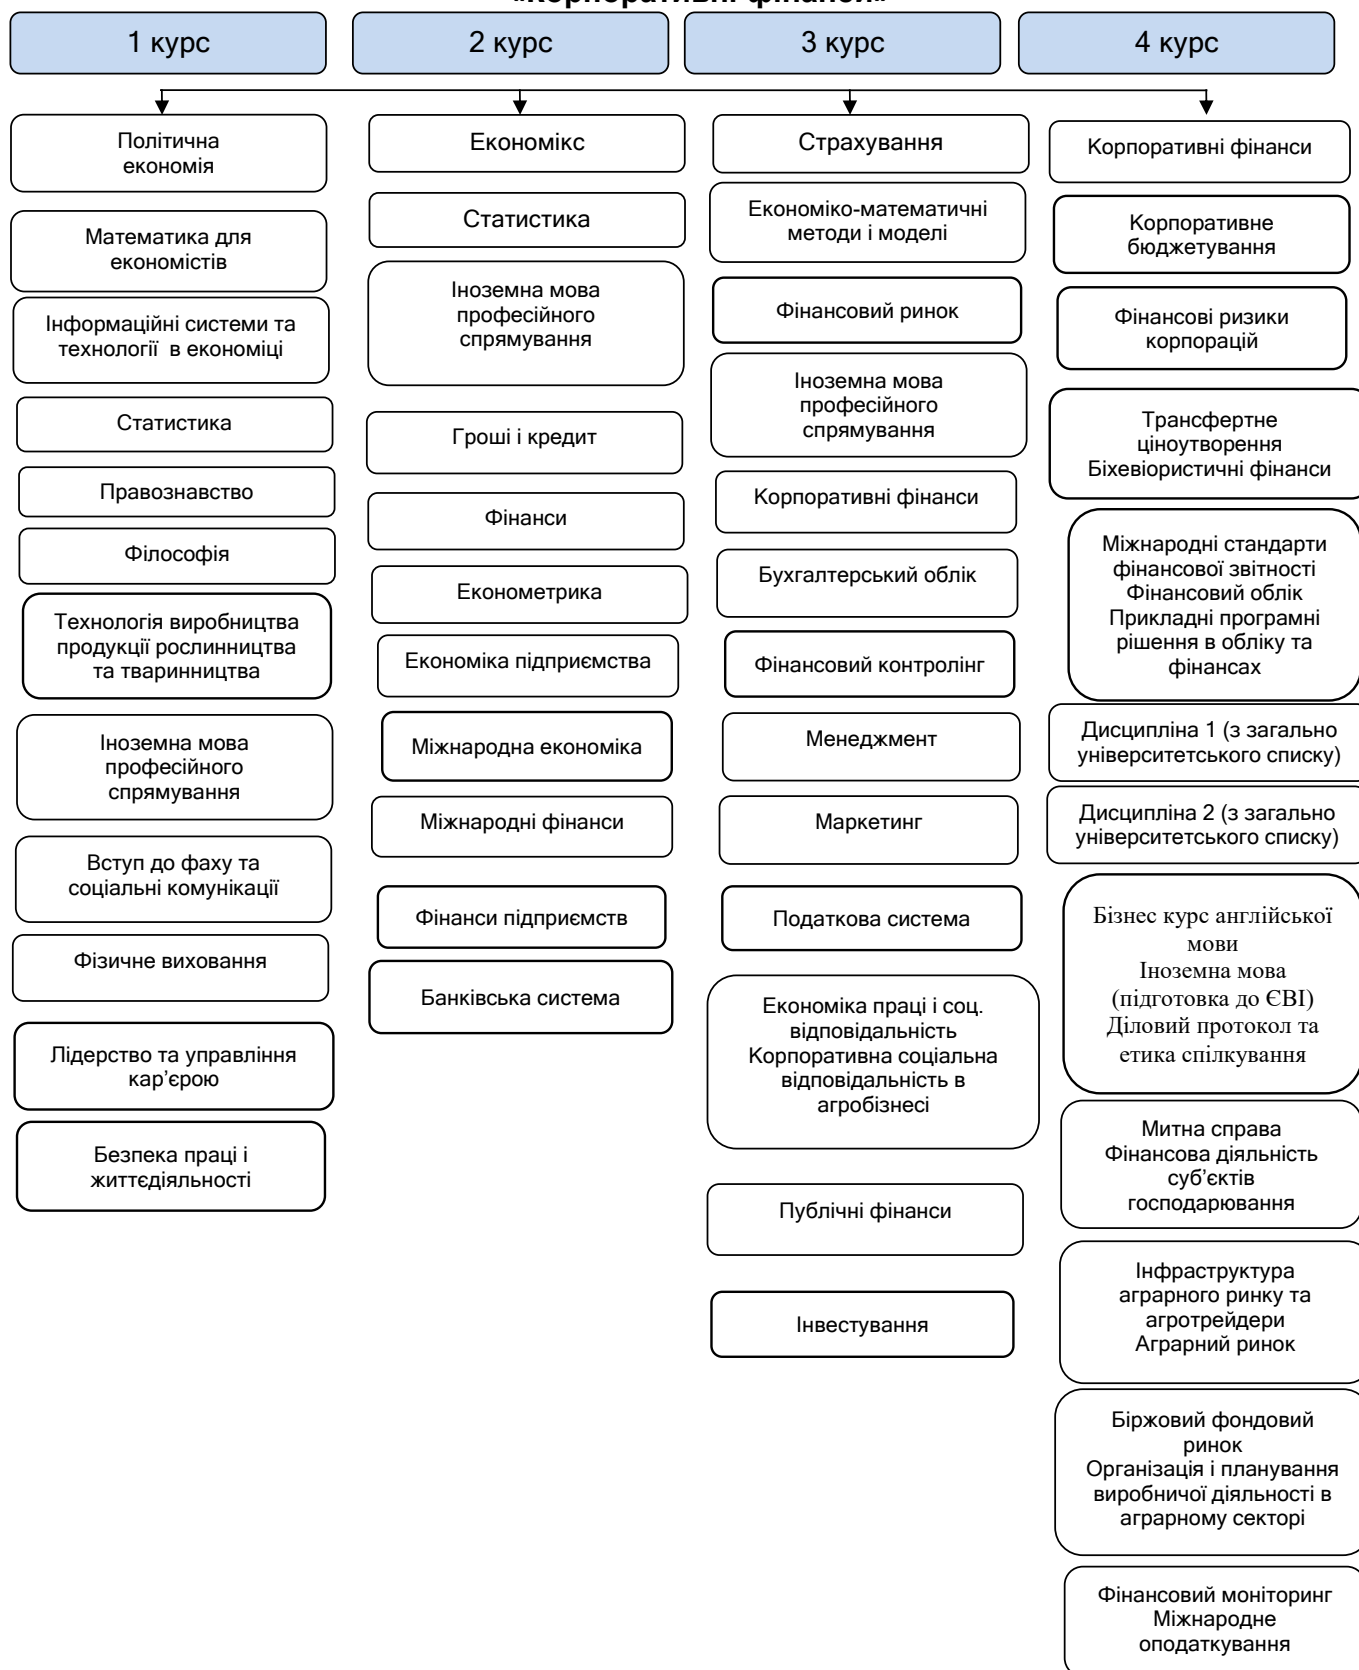 «Корпоративні фінанси»
1 курс
2 курс
3 курс
4 курс
Політична
економія
Математика для
економістів
Інформаційні системи та
технології в економіці
Статистика
Правознавство
Філософія
Технологія виробництва
продукції рослинництва
та тваринництва
Іноземна мова
професійного
спрямування
Вступ до фаху та
соціальні комунікації
Фізичне виховання
Лідерство та управління
кар’єрою
Безпека праці і
життєдіяльності
Економікс
Статистика
Іноземна мова
професійного
спрямування
Гроші і кредит
Фінанси
Економетрика
Економіка підприємства
Міжнародна економіка
Міжнародні фінанси
Фінанси підприємств
Банківська система
Страхування
Економіко-математичні
методи і моделі
Фінансовий ринок
Іноземна мова
професійного
спрямування
Корпоративні фінанси
Бухгалтерський облік
Фінансовий контролінг
Менеджмент
Маркетинг
Податкова система
Економіка праці і соц.
відповідальність
Корпоративна соціальна
відповідальність в
агробізнесі
Публічні фінанси
Інвестування
Корпоративні фінанси
Корпоративне
бюджетування
Фінансові ризики
корпорацій
Трансфертне
ціноутворення
Біхевіористичні фінанси
Міжнародні стандарти
фінансової звітності
Фінансовий облік
Прикладні програмні
рішення в обліку та
фінансах
Дисципліна 1 (з загально
університетського списку)
Дисципліна 2 (з загально
університетського списку)
Бізнес курс англійської
мови
Іноземна мова
(підготовка до ЄВІ)
Діловий протокол та
етика спілкування
Митна справа
Фінансова діяльність
суб’єктів
господарювання
Інфраструктура
аграрного ринку та
агротрейдери
Аграрний ринок
Біржовий фондовий
ринок
Організація і планування
виробничої діяльності в
аграрному секторі
Фінансовий моніторинг
Міжнародне
оподаткування